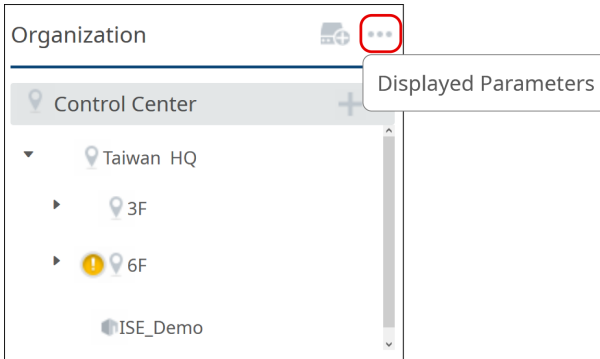 Organization
Displayed Parameters
Control Center
Taiwan HQ
3F
6F
ISE_Demo